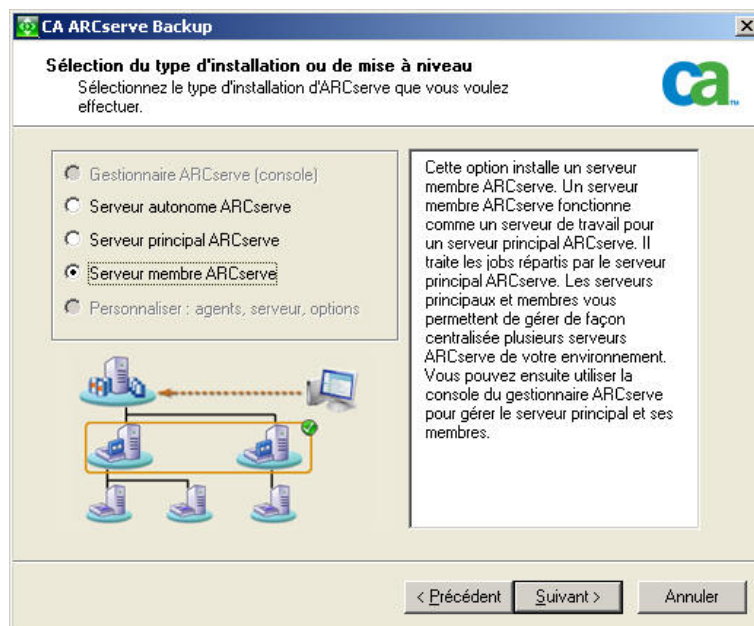 CA ARCserve Backup
Sélection du type d'installation ou de mise à niveau
Sélectionnez le type d'installation d'ARCserve que vous voulez
effectuer.
ca
Gestionnaire ARCserve (console)
Serveur autonome ARCserve
Serveur principal ARCserve
Serveur membre ARCserve
Personnaliser : agents, serveur, options
Cette option installe un serveur
membre ARCserve. Un serveur
membre ARCserve fonctionne
comme un serveur de travail pour
un serveur principal ARCserve. Il
traite les jobs répartis par le serveur
principal ARCserve. Les serveurs
principaux et membres vous
permettent de gérer de façon
centralisée plusieurs serveurs
ARCserve de votre environnement.
Vous pouvez ensuite utiliser la
console du gestionnaire ARCserve
pour gérer le serveur principal et ses
membres.
< Précédent
Suivant >
Annuler